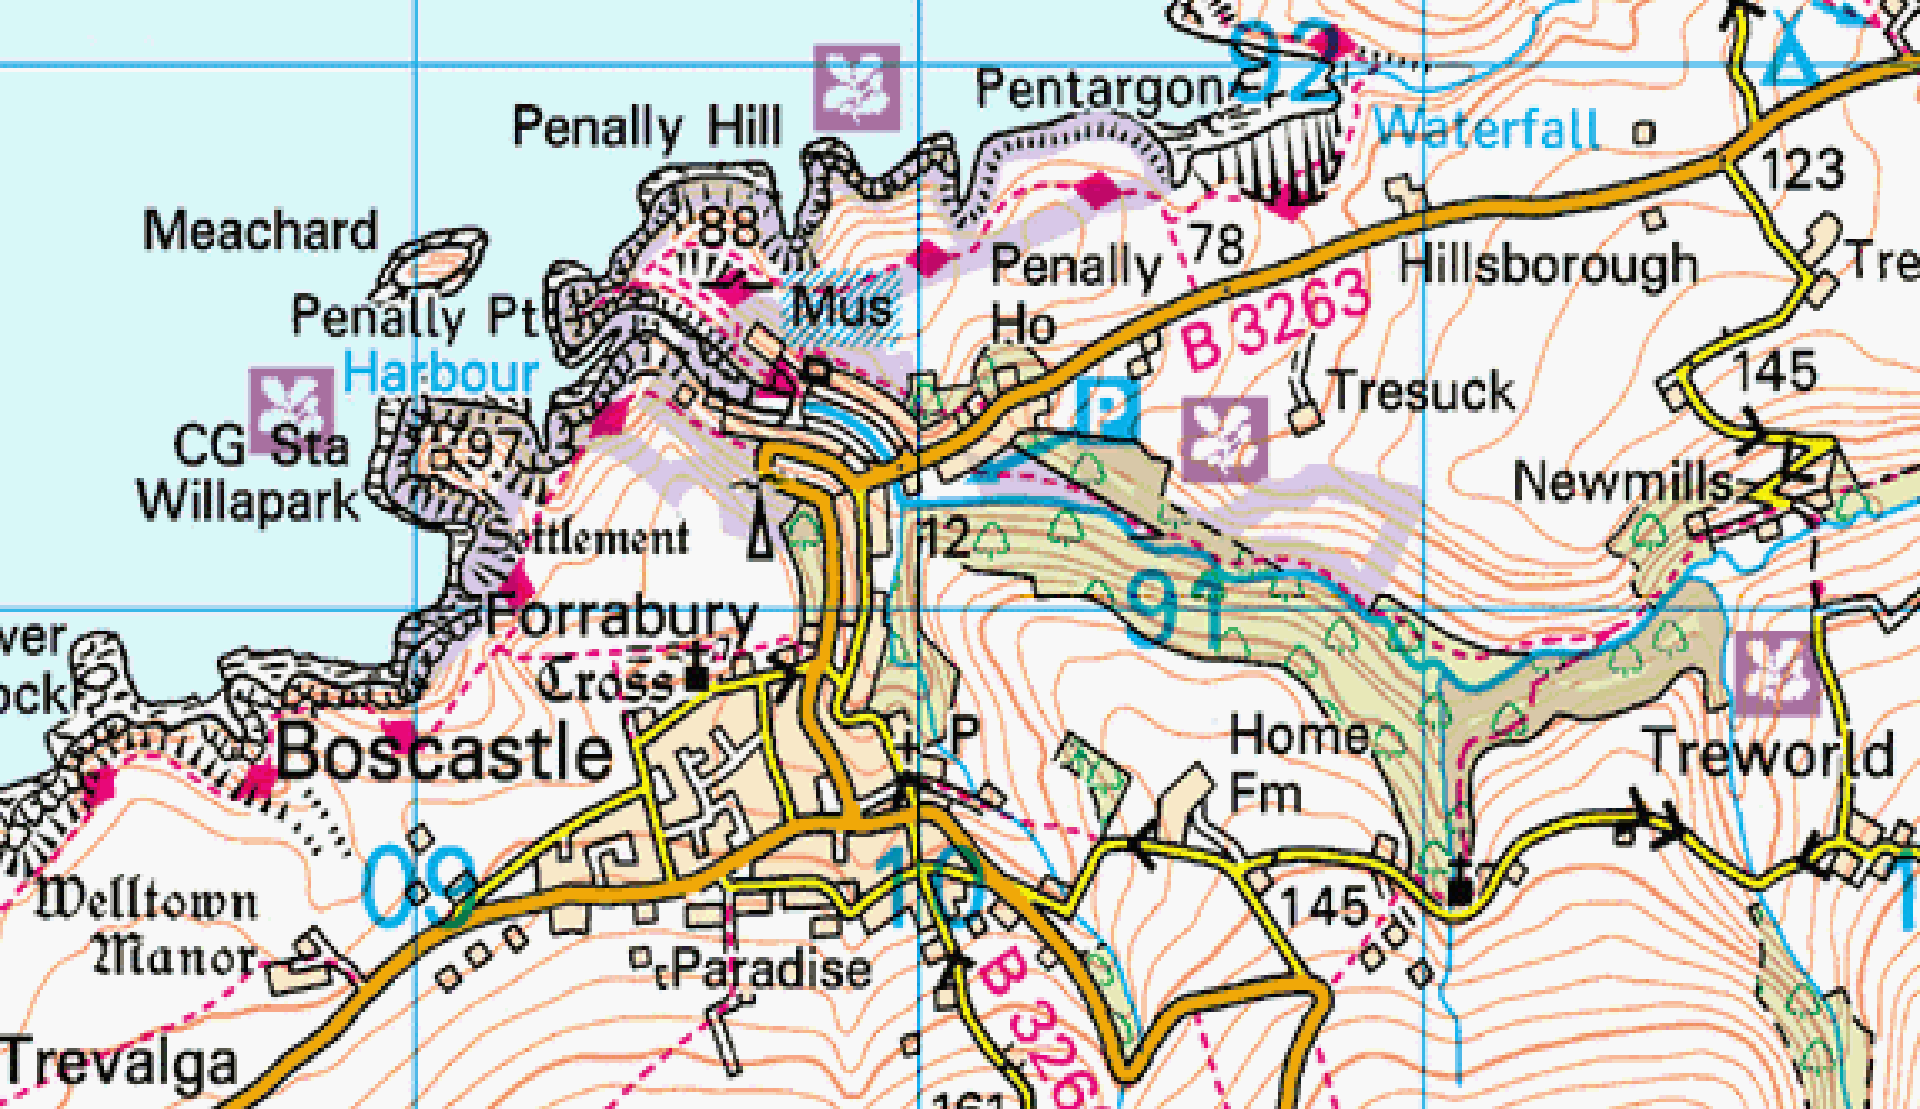 92
Pentargon
Penally Hill
Waterfall
123
Meachard
88
78
Penally
Ho
Hillsborough
Tre
Penally Pt
Mus
B 3263
Harbour
145
Tresuck
P
CG Sta
97
Willapark
Newmills
Settlement
12
91
Forrabury
ver
Cross
ock
Boscastle
P
Home
Fm
Treworld
09
10
1
Welltown
Manor
145
Paradise
B 326
Trevalga
161